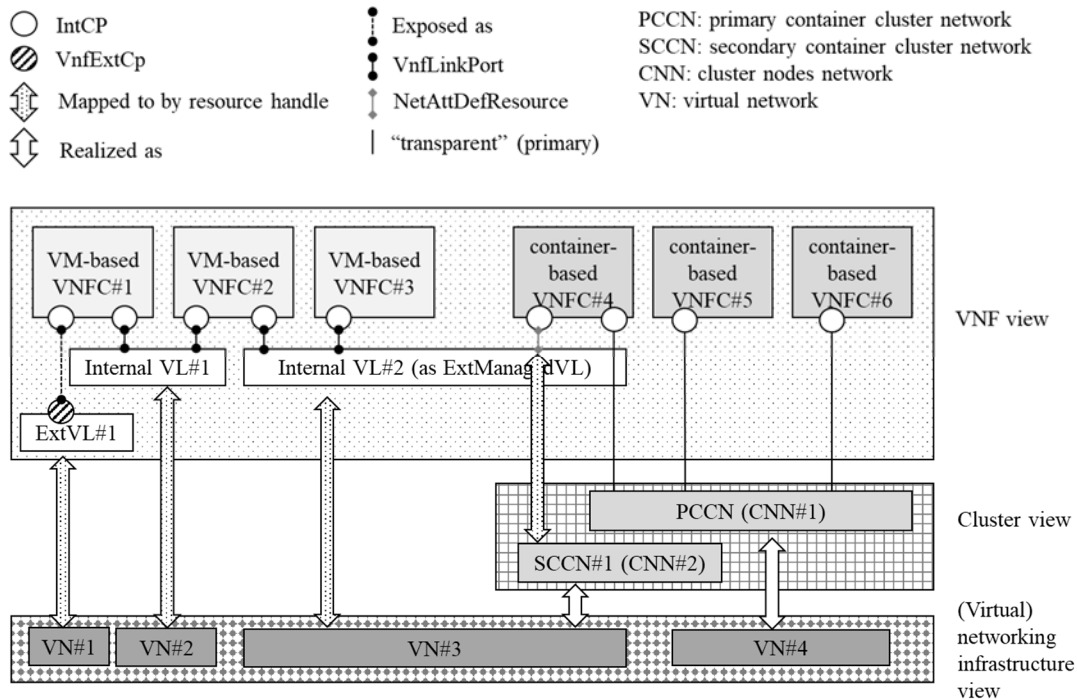 IntCP
VnfExtCp
Mapped to by resource handle
Realized as
Exposed as
VnfLinkPort
NetAttDefResource
“transparent” (primary)
PCCN: primary container cluster network
SCCN: secondary container cluster network
CNN: cluster nodes network
VN: virtual network
VM-based
VNFC#1
VM-based
VNFC#2
VM-based
VNFC#3
container-
based
VNFC#4
container-
based
VNFC#5
container-
based
VNFC#6
VNF view
Internal VL#1
Internal VL#2 (as ExtManagedVL)
ExtVL#1
PCCN (CNN#1)
SCCN#1 (CNN#2)
Cluster view
VN#1
VN#2
VN#3
VN#4
(Virtual)
networking
infrastructure
view